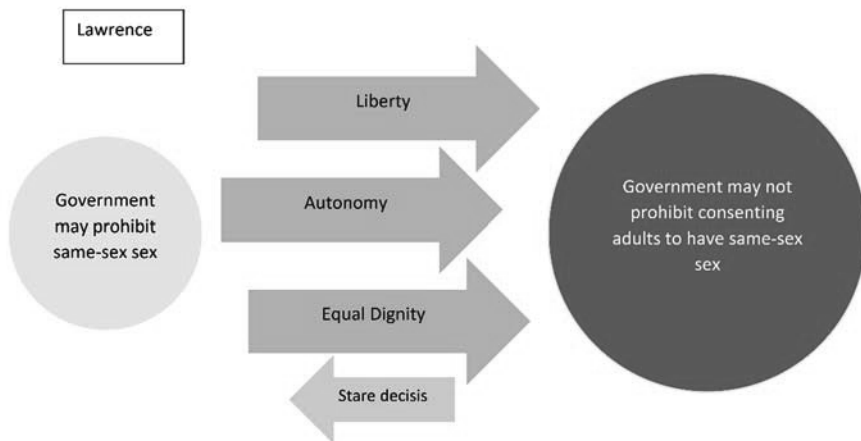 Lawrence
Liberty
Government
may prohibit
same-sex sex
Autonomy
Government may not
prohibit consenting
adults to have same-sex
sex
Equal Dignity
Stare decisis